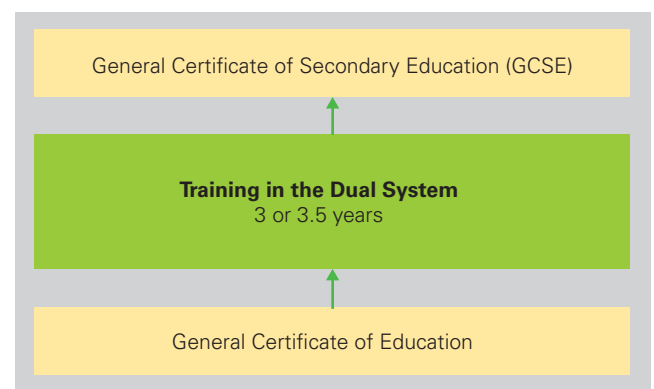 General Certificate of Secondary Education (GCSE)
Training in the Dual System
3 or 3.5 years
General Certificate of Education